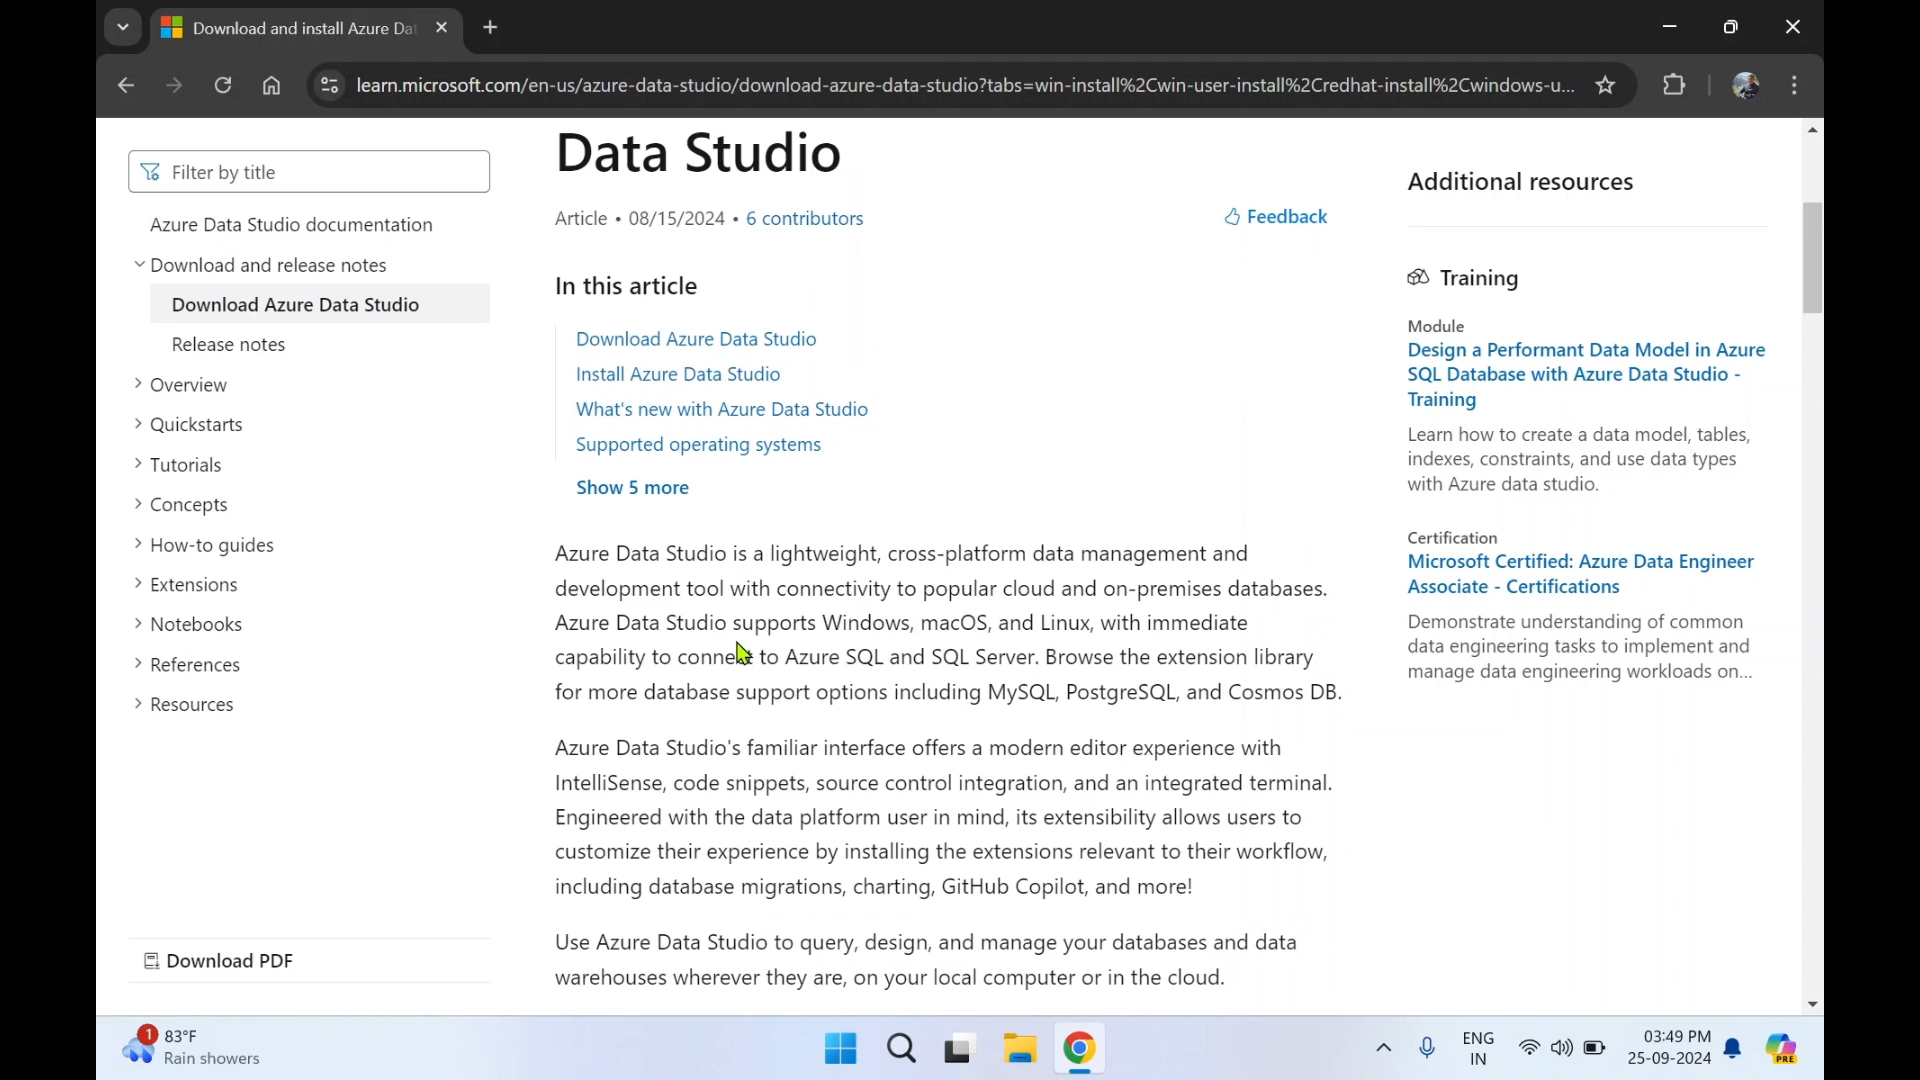 Download and install Azure Dat
learn.microsoft.com/en-us/azure-data-studio/download-azure-data-studio?tabs=win-install%2Cwin-user-install%2Credhat-install%2Cwindows-u...
Filter by title
Azure Data Studio documentation
Download and release notes
Download Azure Data Studio
Release notes
Overview
Quickstarts
Tutorials
Concepts
How-to guides
Extensions
Notebooks
References
Resources
Download PDF
Data Studio
Article • 08/15/2024 • 6 contributors
Feedback
In this article
Download Azure Data Studio
Install Azure Data Studio
What's new with Azure Data Studio
Supported operating systems
Show 5 more
Azure Data Studio is a lightweight, cross-platform data management and
development tool with connectivity to popular cloud and on-premises databases.
Azure Data Studio supports Windows, macOS, and Linux, with immediate
capability to connect to Azure SQL and SQL Server. Browse the extension library
for more database support options including MySQL, PostgreSQL, and Cosmos DB.
Azure Data Studio's familiar interface offers a modern editor experience with
IntelliSense, code snippets, source control integration, and an integrated terminal.
Engineered with the data platform user in mind, its extensibility allows users to
customize their experience by installing the extensions relevant to their workflow,
including database migrations, charting, GitHub Copilot, and more!
Use Azure Data Studio to query, design, and manage your databases and data
warehouses wherever they are, on your local computer or in the cloud.
Additional resources
Training
Module
Design a Performant Data Model in Azure
SQL Database with Azure Data Studio -
Training
Learn how to create a data model, tables,
indexes, constraints, and use data types
with Azure data studio.
Certification
Microsoft Certified: Azure Data Engineer
Associate - Certifications
Demonstrate understanding of common
data engineering tasks to implement and
manage data engineering workloads on...
1
83°F
Rain showers
ENG
IN
03:49 PM
25-09-2024
PRE